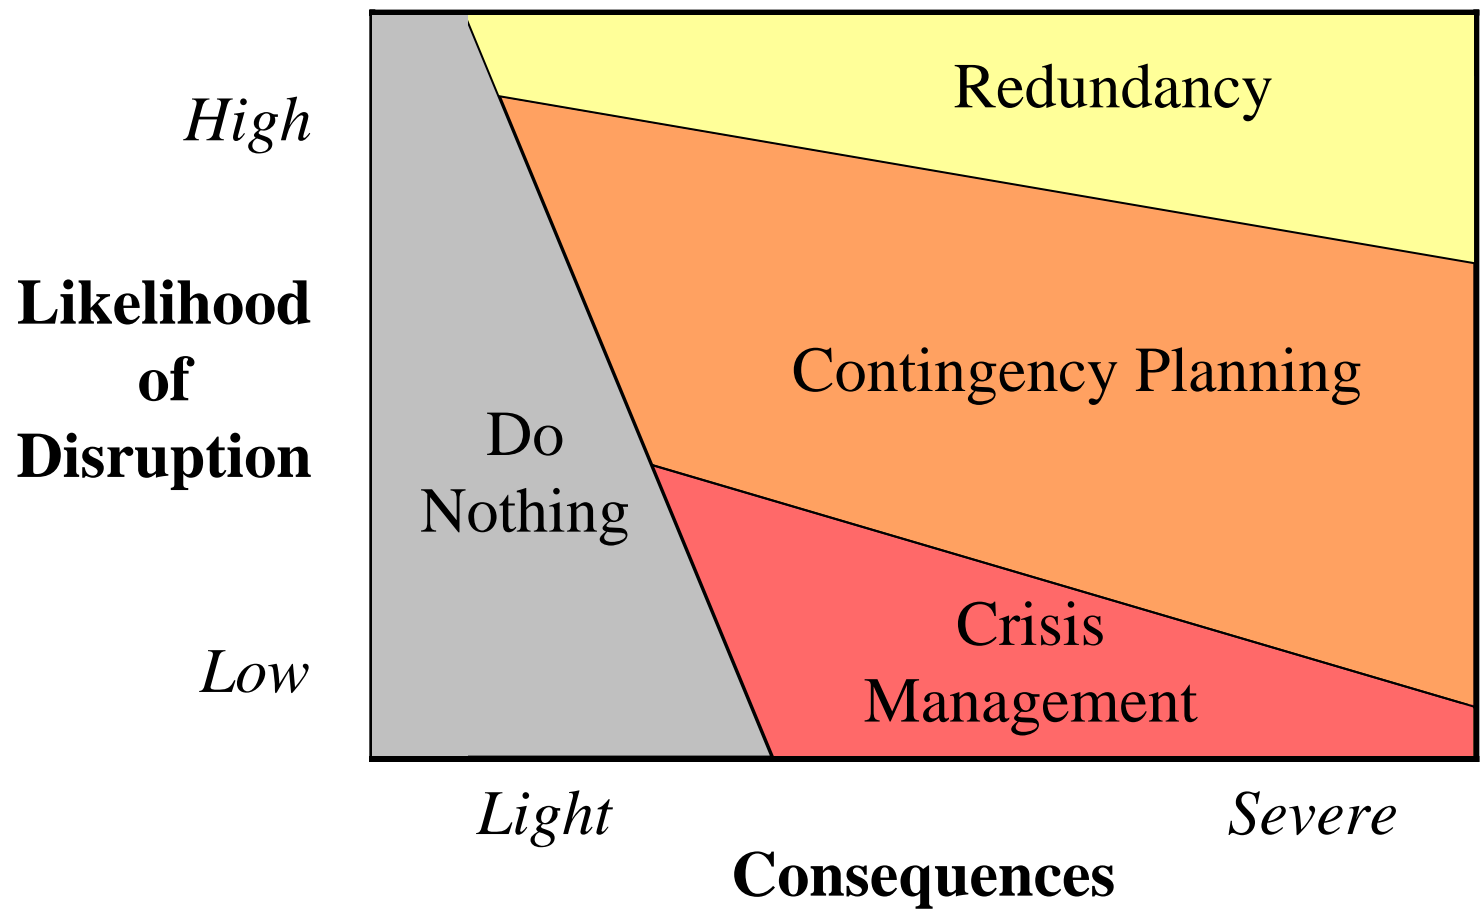 Redundancy
High
Likelihood
of
Disruption
Contingency Planning
Do
Nothing
Crisis
Management
Low
Light
Severe
Consequences